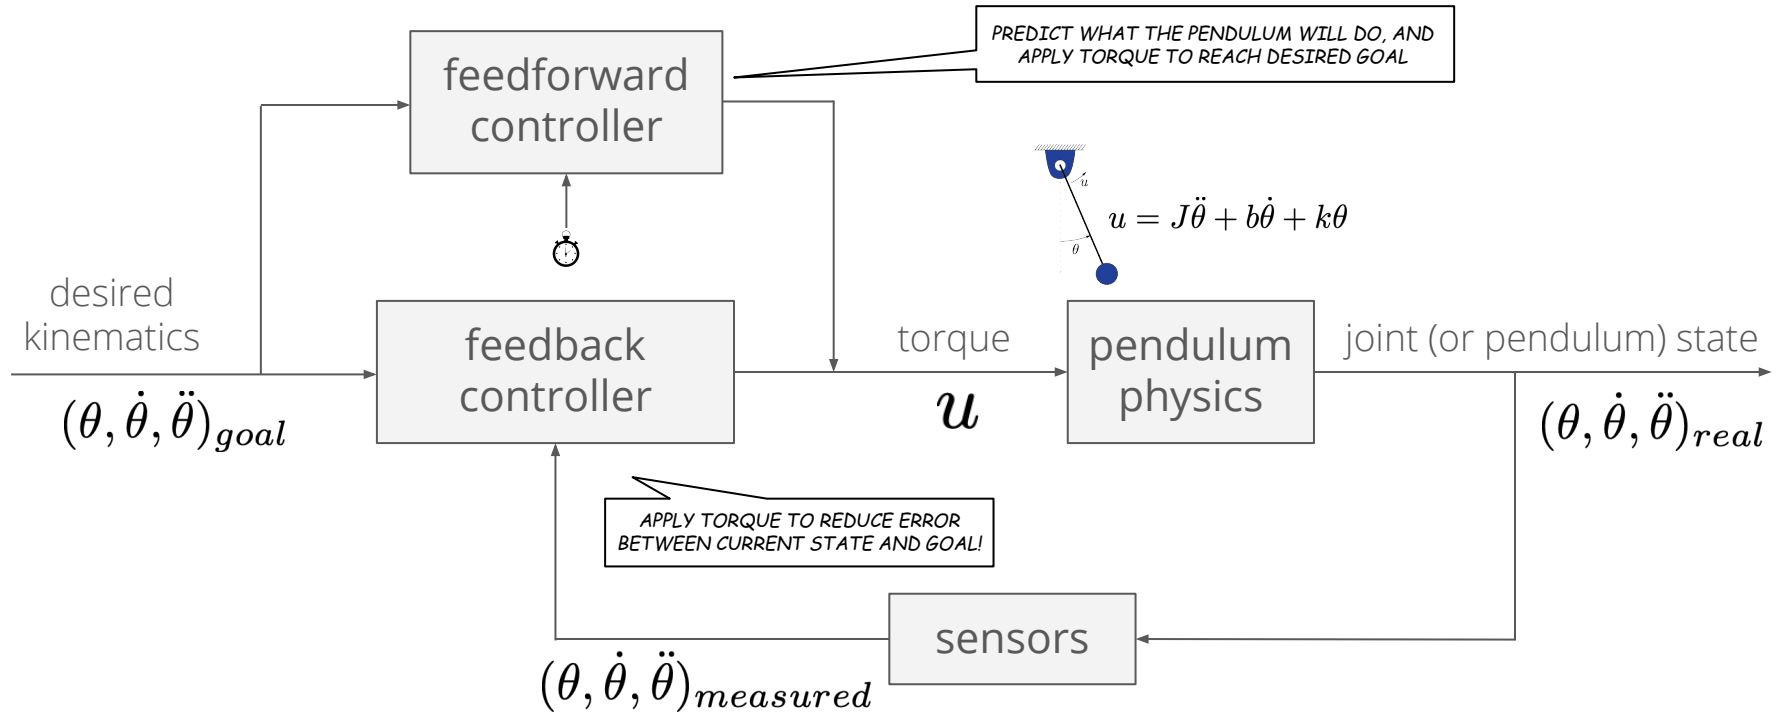 PREDICT WHAT THE PENDULUM WILL DO, AND
APPLY TORQUE TO REACH DESIRED GOAL
feedforward
controller
u
u = Jθ̈ + bθ̇ + kθ
θ
desired
kinematics
(θ, θ̇, θ̈)goal
feedback
controller
torque
u
pendulum
physics
joint (or pendulum) state
(θ, θ̇, θ̈)real
APPLY TORQUE TO REDUCE ERROR
BETWEEN CURRENT STATE AND GOAL!
sensors
(θ, θ̇, θ̈)measured